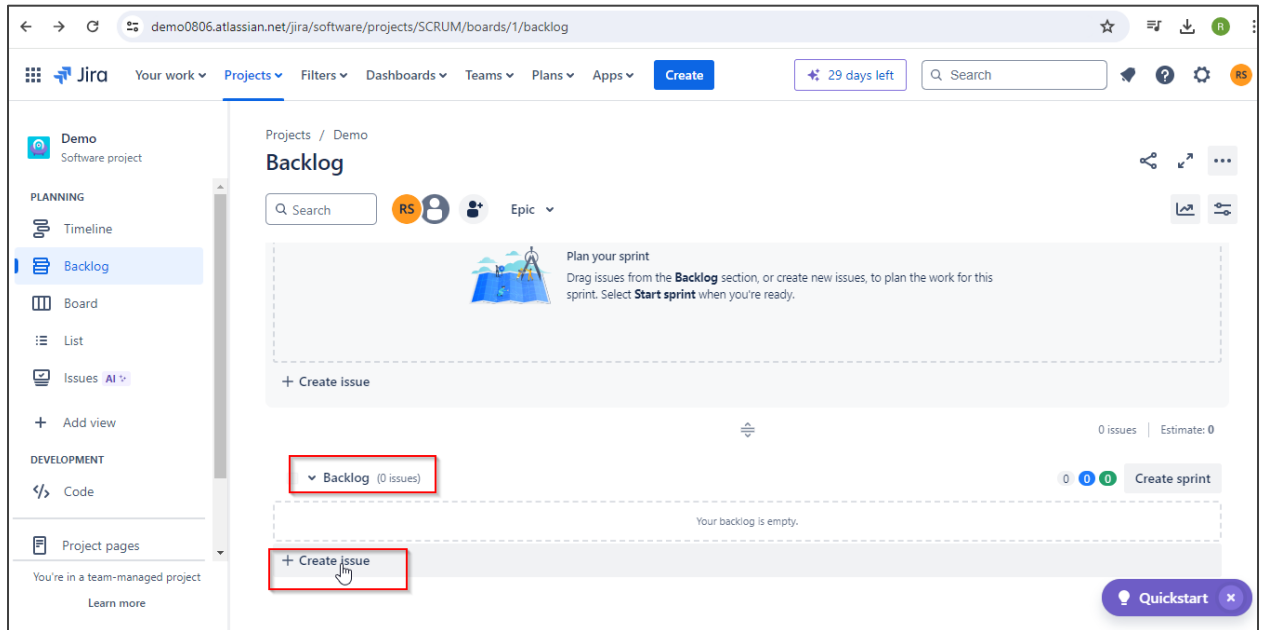 demo0806.atlassian.net/jira/software/projects/SCRUM/boards/1/backlog
R
Jira Your work Projects Filters Dashboards Teams Plans Apps Create 29 days left Search RS
Demo
Software project
Projects / Demo
Backlog
PLANNING
Search RS Epic
Timeline
Backlog
Board
List
Issues AI
Add view
DEVELOPMENT
Code
Project pages
You're in a team-managed project
Learn more
Plan your sprint
Drag issues from the Backlog section, or create new issues, to plan the work for this
sprint. Select Start sprint when you're ready.
+ Create issue
0 issues | Estimate: 0
Backlog (0 issues) 0 0 0 Create sprint
Your backlog is empty.
+ Create issue
Quickstart